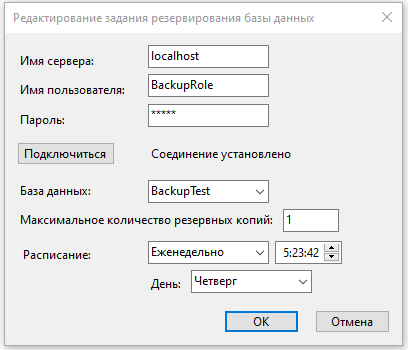 Редактирование задания резервирования базы данных
Имя сервера: localhost
Имя пользователя: BackupRole
Пароль: *****
Подключиться Соединение установлено
База данных: BackupTest
Максимальное количество резервных копий: 1
Расписание: Еженедельно 5:23:42
День: Четверг
OK Отмена